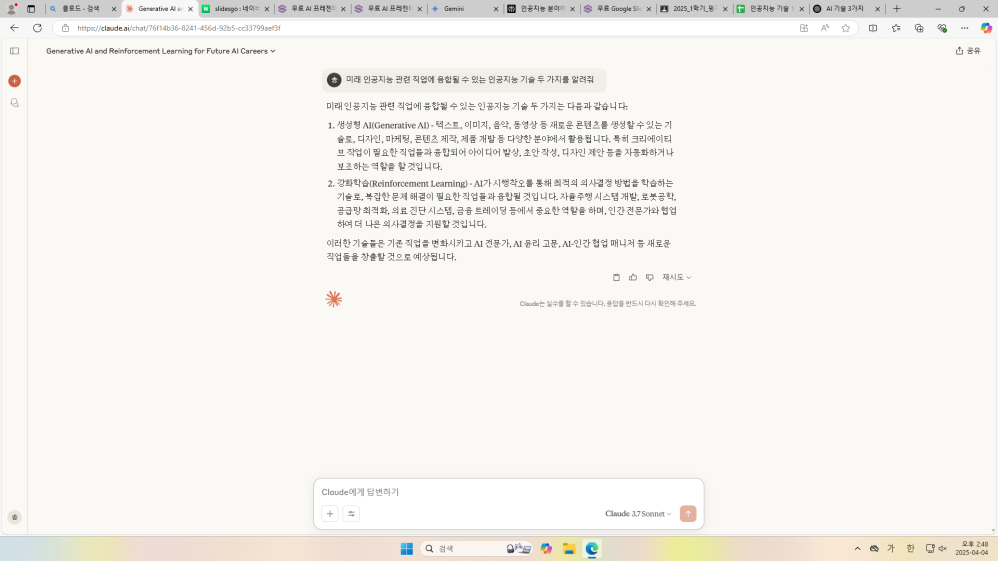 클로드 - 검색
Generative AI an
slidesgo : 네이버
무료 AI 프레젠테
무료 AI 프레젠테
Gemini
인공지능 분야에
무료 Google Slid
2025_1학기_명
인공지능 기술 1
AI 기술 3가지
https://claude.ai/chat/76f14b36-8241-456d-92b5-cc33799aef3f
Generative AI and Reinforcement Learning for Future AI Careers
공유
미래 인공지능 관련 직업에 융합될 수 있는 인공지능 기술 두 가지를 알려줘
미래 인공지능 관련 직업에 융합될 수 있는 인공지능 기술 두 가지는 다음과 같습니다:
1. 생성형 AI(Generative AI) - 텍스트, 이미지, 음악, 동영상 등 새로운 콘텐츠를 생성할 수 있는 기
술로, 디자인, 마케팅, 콘텐츠 제작, 제품 개발 등 다양한 분야에서 활용됩니다. 특히 크리에이티
브 작업이 필요한 직업들과 융합되어 아이디어 발상, 초안 작성, 디자인 제안 등을 자동화하거나
보조하는 역할을 할 것입니다.
2. 강화학습(Reinforcement Learning) - AI가 시행착오를 통해 최적의 의사결정 방법을 학습하는
기술로, 복잡한 문제 해결이 필요한 직업들과 융합될 것입니다. 자율주행 시스템 개발, 로봇공학,
공급망 최적화, 의료 진단 시스템, 금융 트레이딩 등에서 중요한 역할을 하며, 인간 전문가와 협업
하여 더 나은 의사결정을 지원할 것입니다.
이러한 기술들은 기존 직업을 변화시키고 AI 전문가, AI 윤리 고문, AI-인간 협업 매니저 등 새로운
직업들을 창출할 것으로 예상됩니다.
재시도
Claude는 실수를 할 수 있습니다. 응답을 반드시 다시 확인해 주세요.
Claude에게 답변하기
Claude 3.7 Sonnet
검색
가
한
오후 2:48
2025-04-04